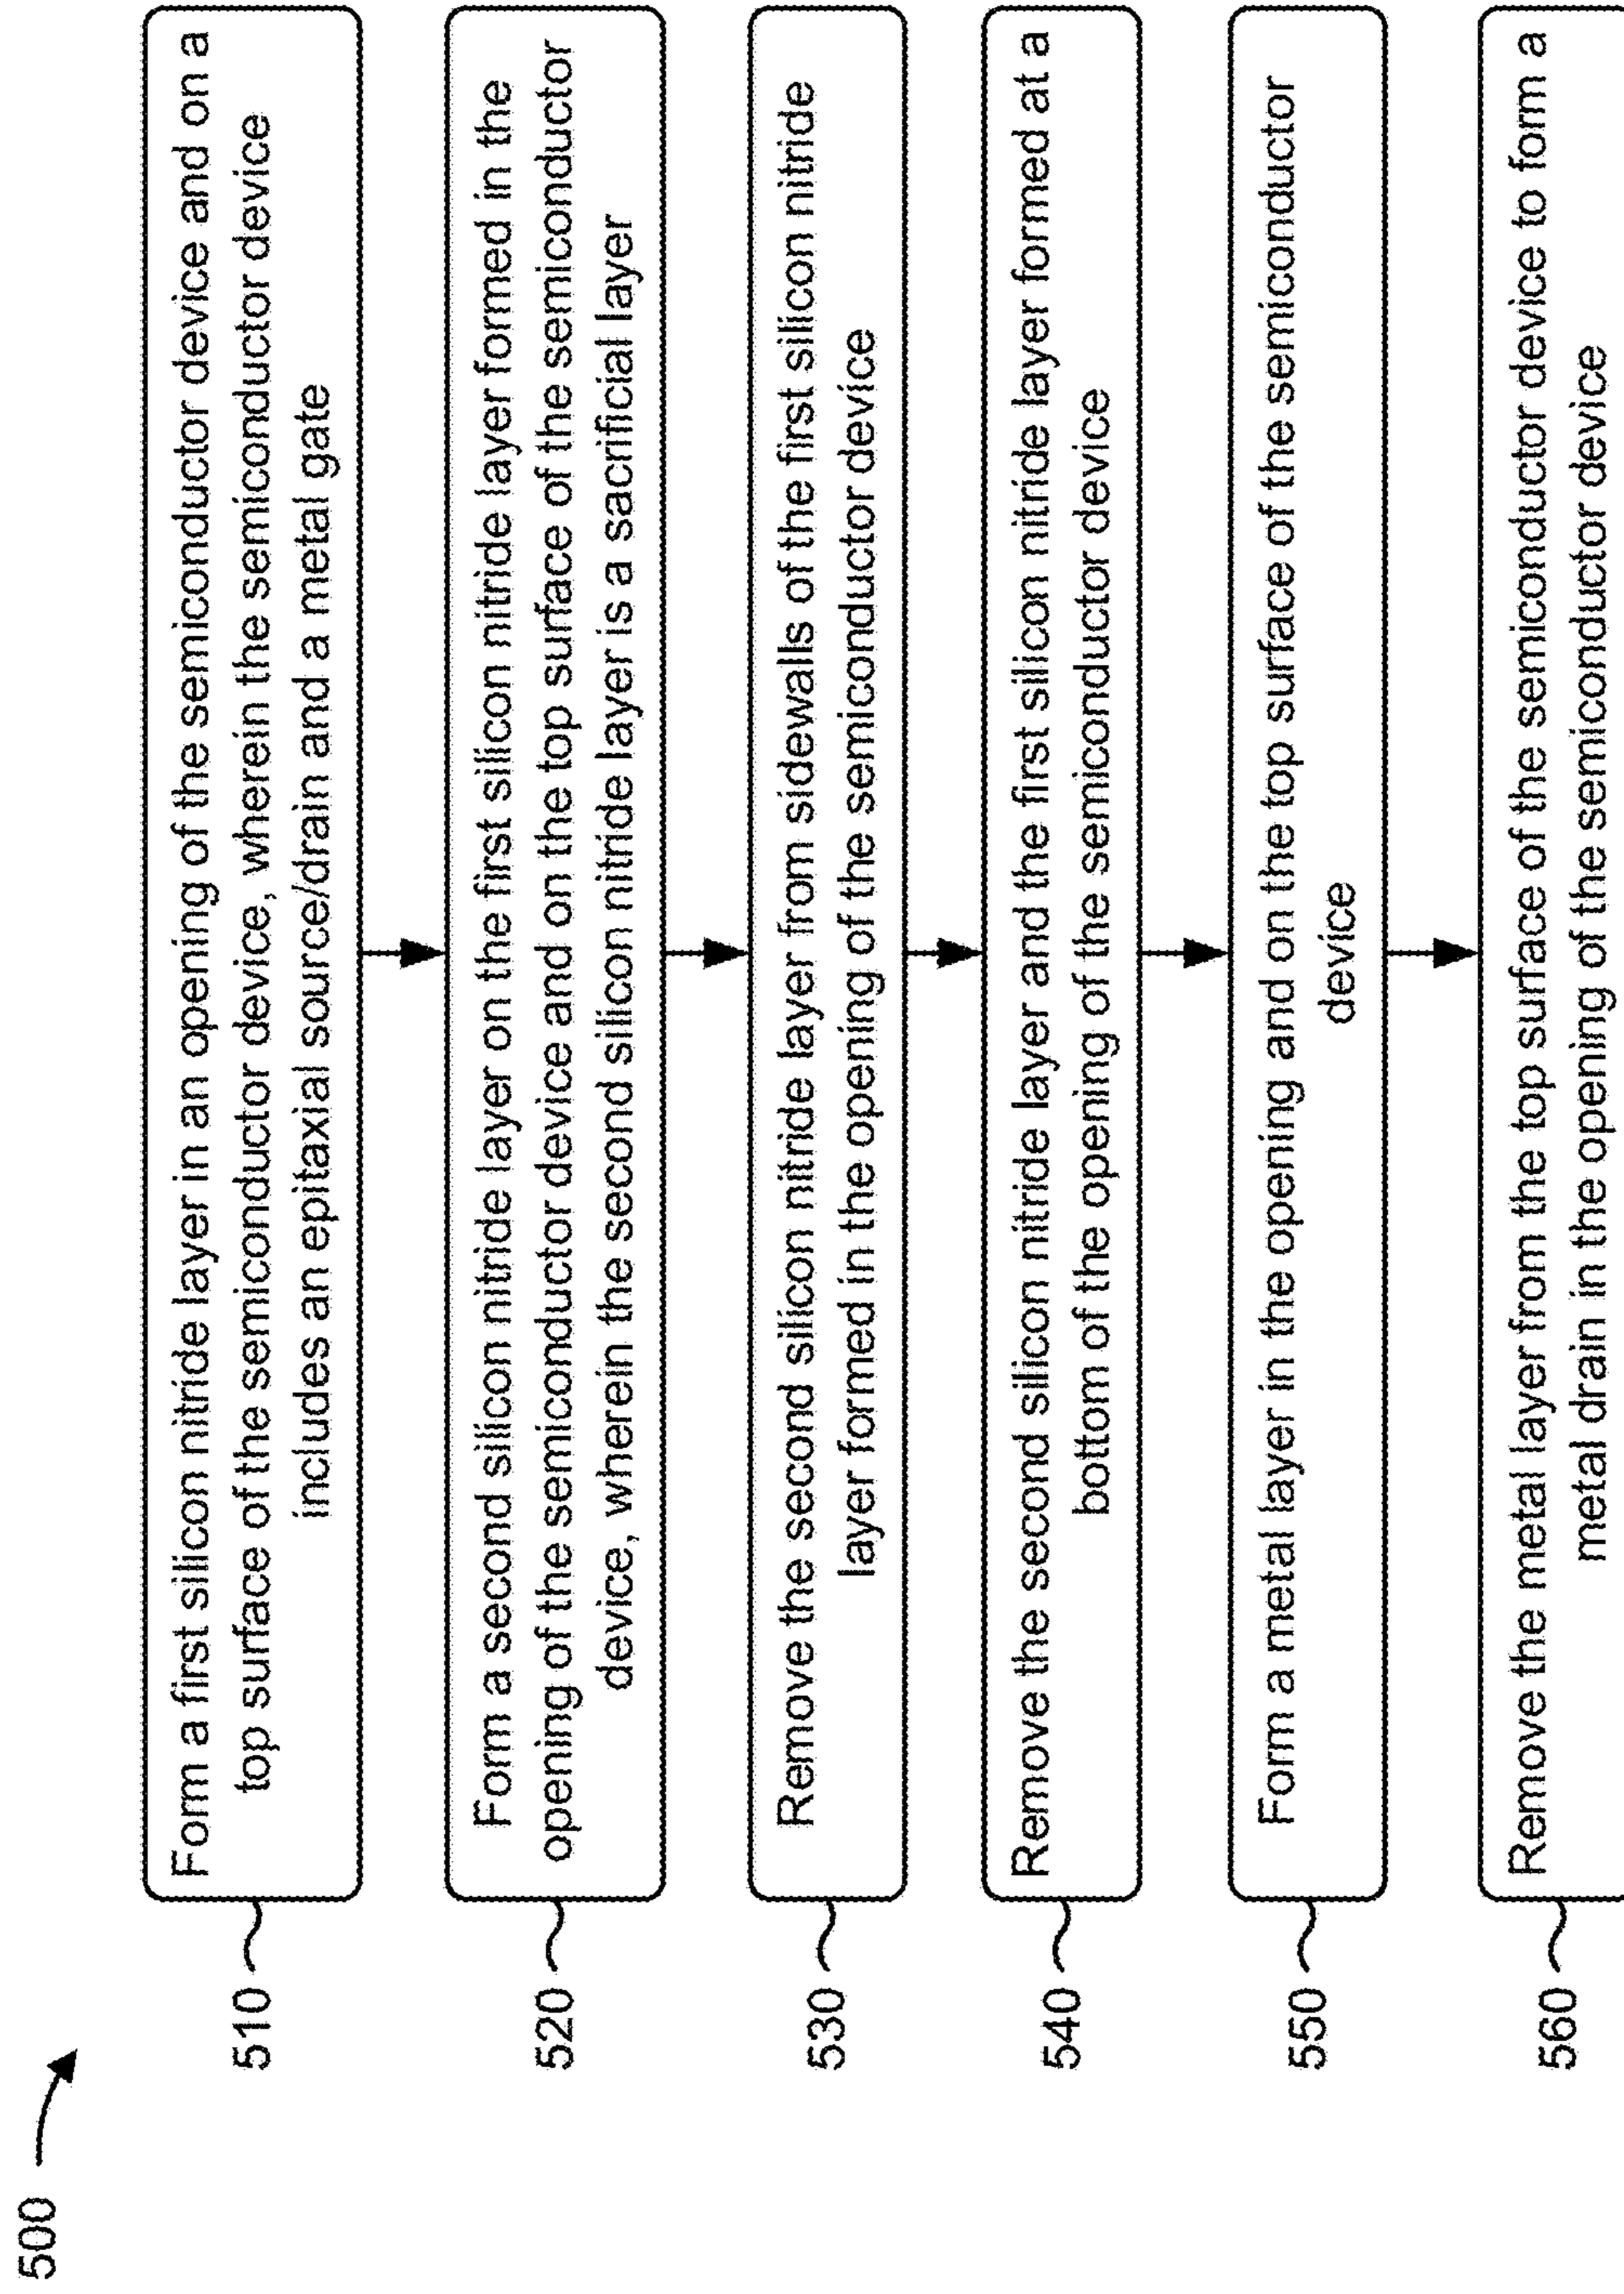 500
510
Form a first silicon nitride layer in an opening of the semiconductor device and on a
top surface of the semiconductor device, wherein the semiconductor device
includes an epitaxial source/drain and a metal gate
520
Form a second silicon nitride layer on the first silicon nitride layer formed in the
opening of the semiconductor device and on the top surface of the semiconductor
device, wherein the second silicon nitride layer is a sacrificial layer
530
Remove the second silicon nitride layer from sidewalls of the first silicon nitride
layer formed in the opening of the semiconductor device
540
Remove the second silicon nitride layer and the first silicon nitride layer formed at a
bottom of the opening of the semiconductor device
550
Form a metal layer in the opening and on the top surface of the semiconductor
device
560
Remove the metal layer from the top surface of the semiconductor device to form a
metal drain in the opening of the semiconductor device